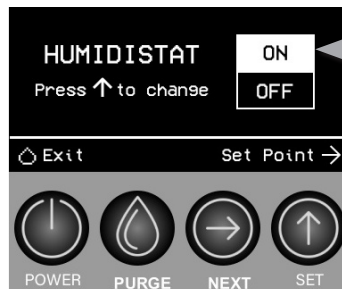 HUMIDISTAT
Press ↑ to change
ON
OFF
Exit
Set Point →
POWER
PURGE
NEXT
SET